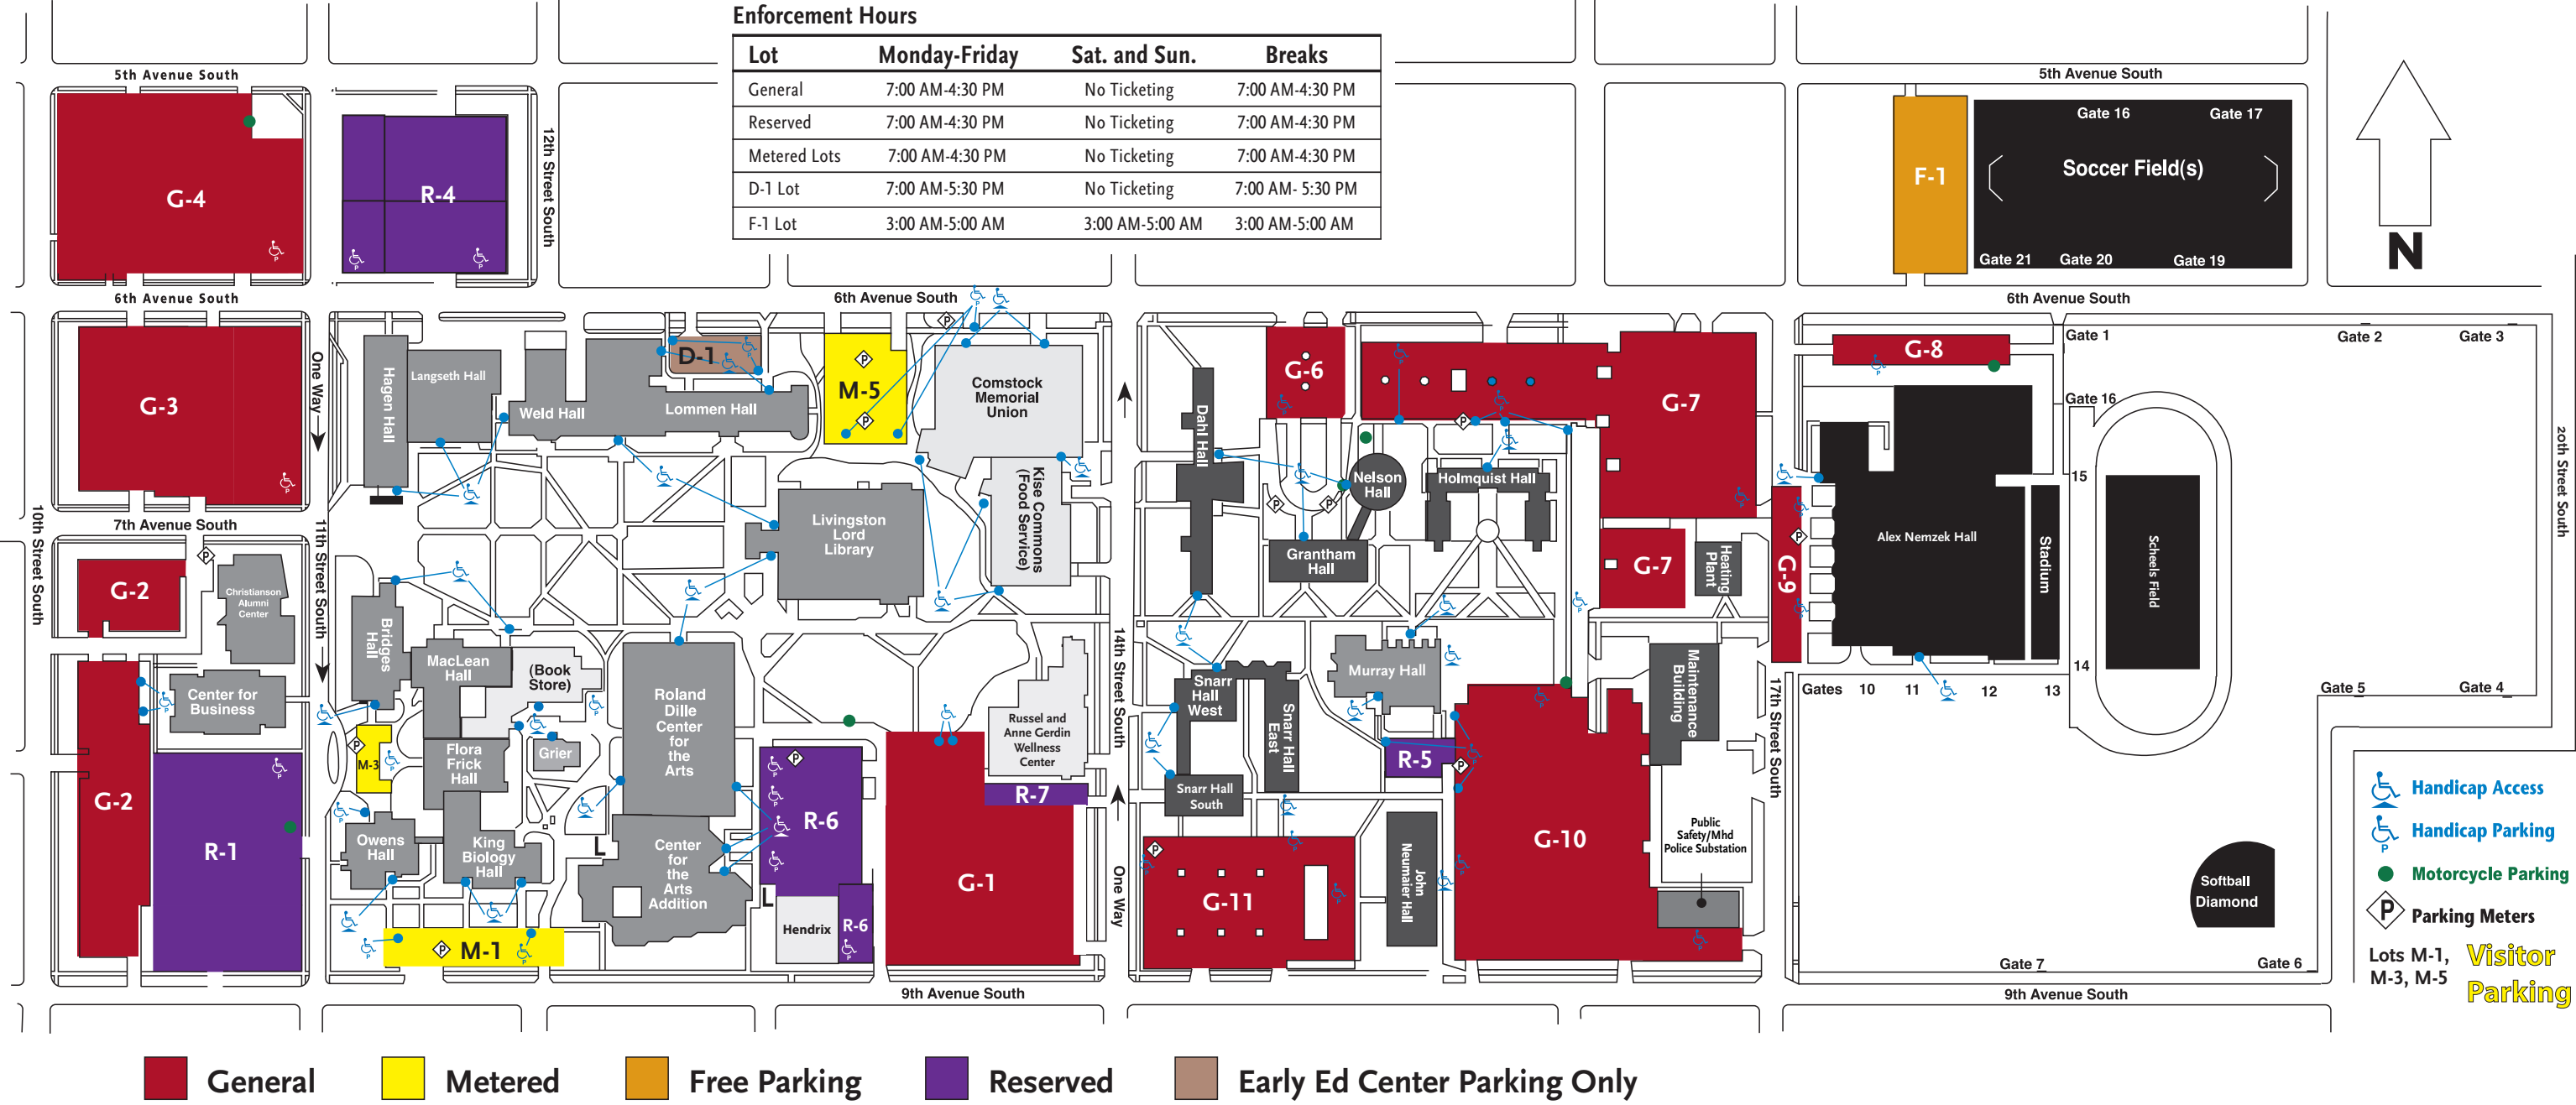 Enforcement Hours
Lot Monday-Friday Sat. and Sun. Breaks
General 7:00 AM-4:30 PM No Ticketing 7:00 AM-4:30 PM
Reserved 7:00 AM-4:30 PM No Ticketing 7:00 AM-4:30 PM
Metered Lots 7:00 AM-4:30 PM No Ticketing 7:00 AM-4:30 PM
D-1 Lot 7:00 AM-5:30 PM No Ticketing 7:00 AM- 5:30 PM
F-1 Lot 3:00 AM-5:00 AM 3:00 AM-5:00 AM 3:00 AM-5:00 AM
5th Avenue South
5th Avenue South
G-4
R-4
12th Street South
F-1
Gate 16
Gate 17
Soccer Field(s)
Gate 21
Gate 20
Gate 19
N
6th Avenue South
6th Avenue South
6th Avenue South
G-3
One Way
Hagen Hall
Langseth Hall
Weld Hall
Lommen Hall
D-1
P
M-5
P
P
Comstock
Memorial
Union
Kise Commons
(Food Service)
Livingston
Lord
Library
Dahl Hall
G-6
G-7
P
P
P
Nelson
Hall
Holmquist Hall
Grantham
Hall
G-7
Heating
Plant
G-8
G-9
P
Alex Nemzek Hall
Stadium
Scheels Field
Gate 1
Gate 2
Gate 3
Gate 16
15
14
20th Street South
10th Street South
7th Avenue South
11th Street South
P
G-2
Christianson
Alumni
Center
Center for
Business
G-2
R-1
Bridges
Hall
MacLean
Hall
(Book
Store)
Flora
Frick
Hall
Grier
P
M-3
Owens
Hall
King
Biology
Hall
P
M-1
Roland
Dille
Center
for
the
Arts
L
Center
for
the
Arts
Addition
L
P
R-6
Hendrix
R-6
G-1
Russel and
Anne Gerdin
Wellness
Center
R-7
14th Street South
One Way
Snarr
Hall
West
Snarr Hall
East
Snarr Hall
South
Murray Hall
R-5
P
G-10
P
G-11
John
Neumaier Hall
Maintenance
Building
Public
Safety/Mhd
Police Substation
17th Street South
Gates 10 11 12 13
Gate 5
Gate 4
Softball
Diamond
Gate 7
Gate 6
9th Avenue South
9th Avenue South
Handicap Access
P Handicap Parking
Motorcycle Parking
P Parking Meters
Lots M-1,
M-3, M-5
Visitor
Parking
General
Metered
Free Parking
Reserved
Early Ed Center Parking Only